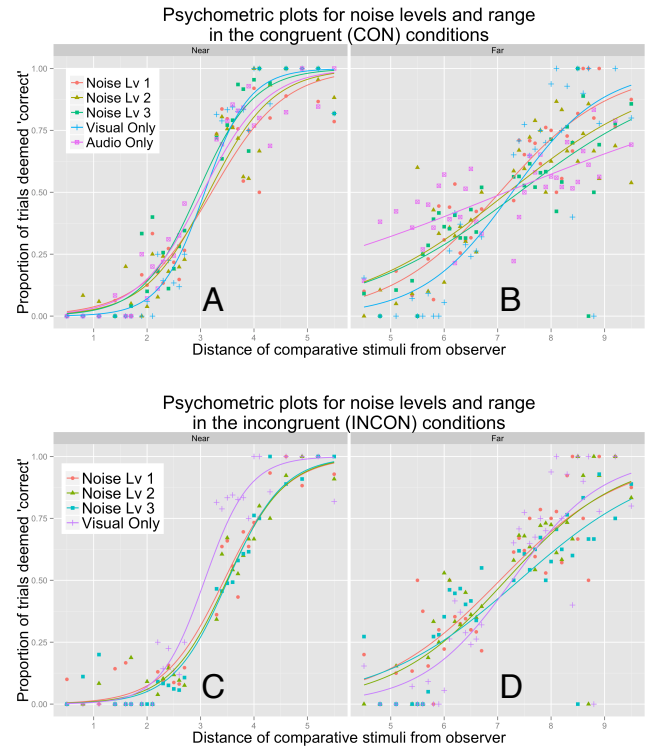 Psychometric plots for noise levels and range
in the congruent (CON) conditions
Near
Far
Proportion of trials deemed 'correct'
1.00
0.75
0.50
0.25
0.00
Noise Lv 1
Noise Lv 2
Noise Lv 3
Visual Only
Audio Only
A
B
1 2 3 4 5
5 6 7 8 9
Distance of comparative stimuli from observer
Psychometric plots for noise levels and range
in the incongruent (INCON) conditions
Near
Far
Proportion of trials deemed 'correct'
1.00
0.75
0.50
0.25
0.00
Noise Lv 1
Noise Lv 2
Noise Lv 3
Visual Only
C
D
1 2 3 4 5
5 6 7 8 9
Distance of comparative stimuli from observer